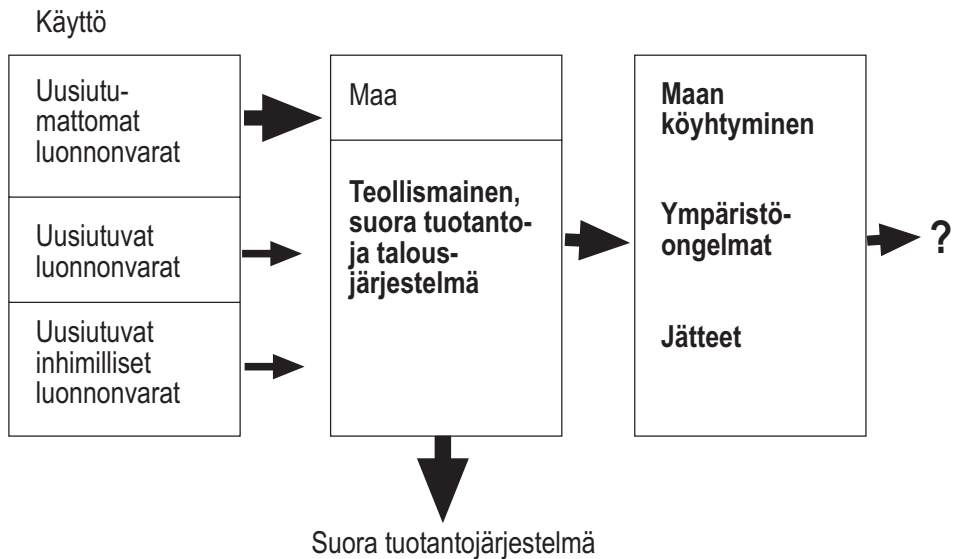 Käyttö
Uusiutu-
mattomat
luonnonvarat
Uusiutuvat
luonnonvarat
Uusiutuvat
inhimilliset
luonnonvarat
Maa
Teollismainen,
suora tuotanto-
ja talous-
järjestelmä
Maan
köyhtyminen
Ympäristö-
ongelmat
Jätteet
?
Suora tuotantojärjestelmä